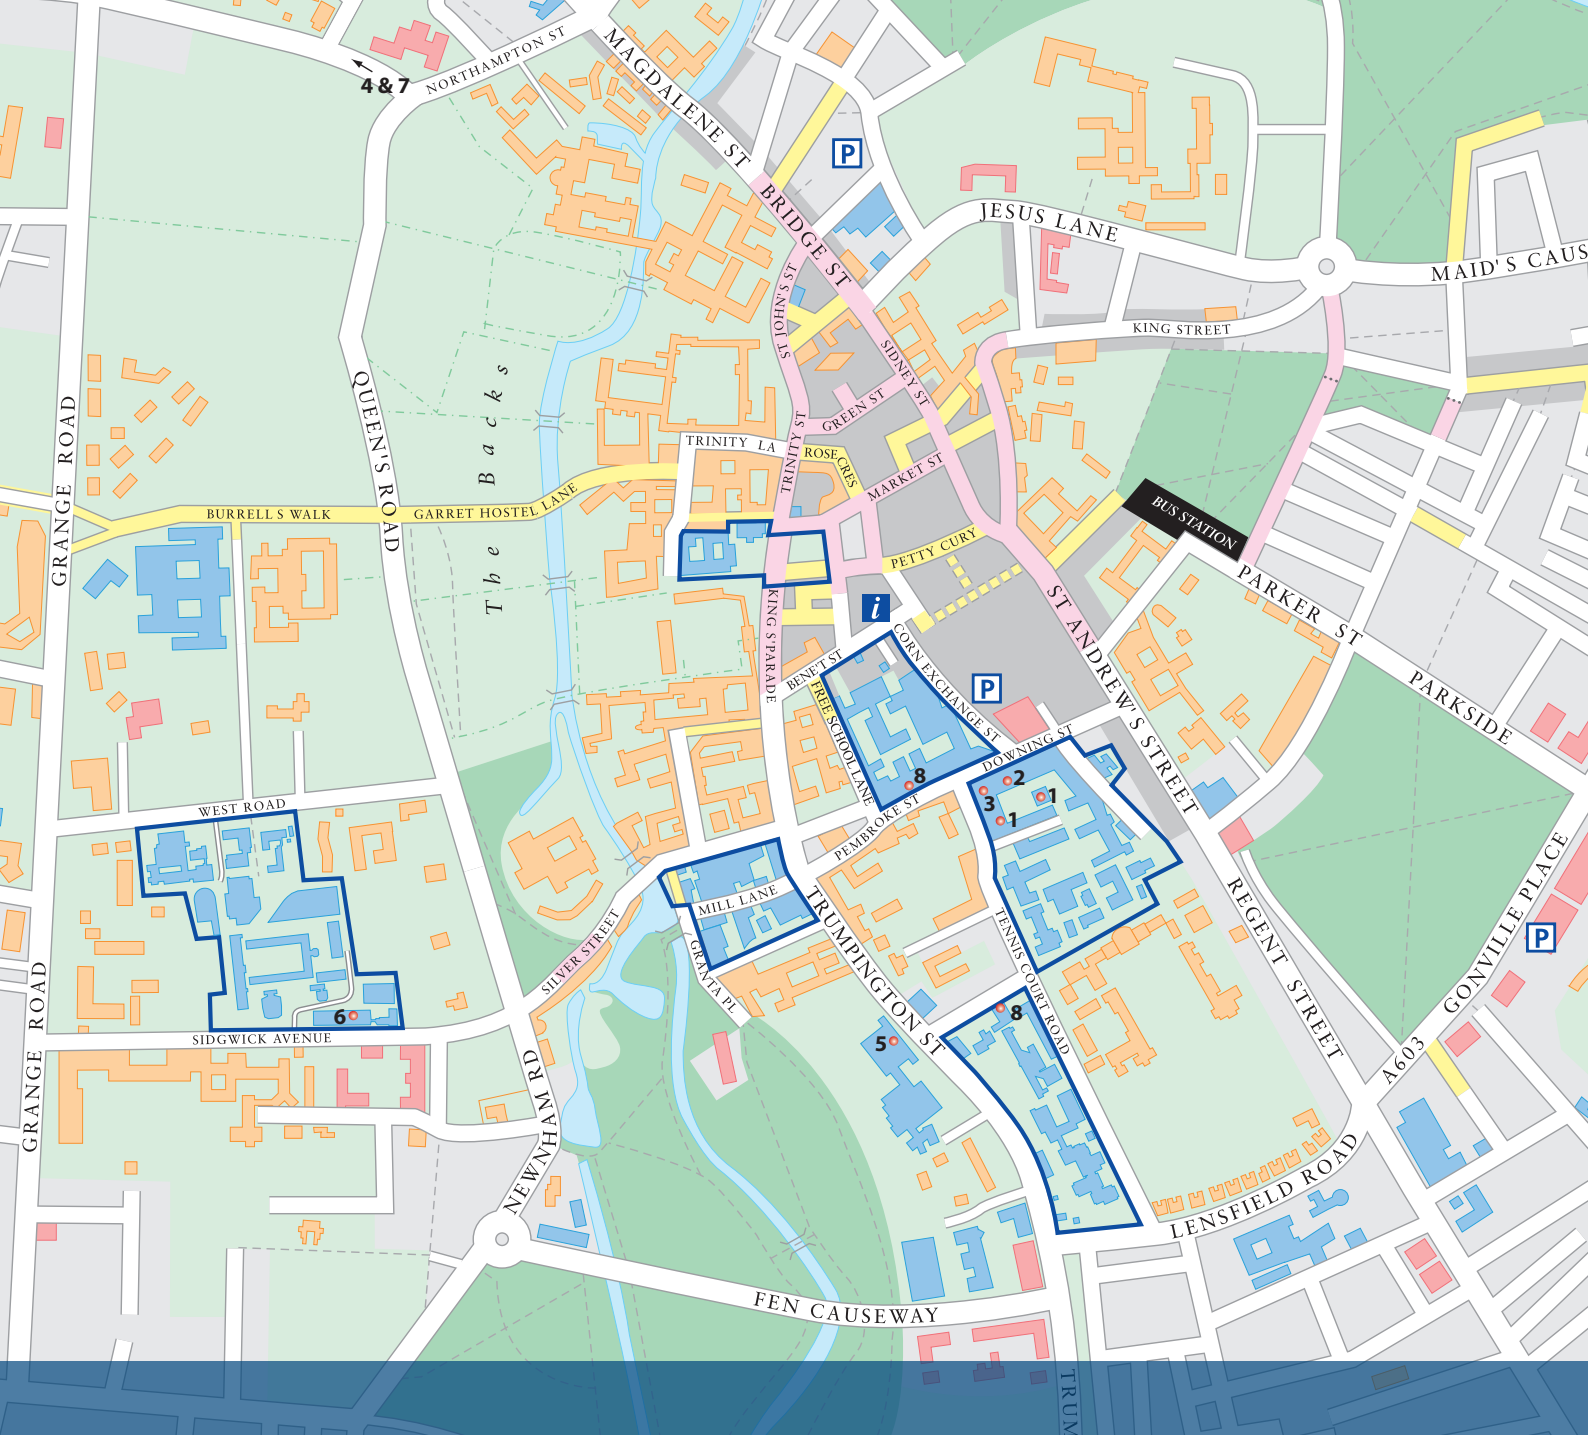 NORTHAMPTON ST
4 & 7
MAGDALENE ST
P
BRIDGE ST
JESUS LANE
MAID'S CAUS
KING STREET
ST JOHN'S ST
SIDNEY ST
GREEN ST
QUEEN'S ROAD
The Backs
GRANGE ROAD
TRINITY LA
TRINITY ST
ROSE CRES
MARKET ST
BURRELLS WALK
GARRET HOSTEL LANE
BUS STATION
PETTY CURY
PARKER ST
i
KING S'PARADE
BENE'T ST
CORN EXCHANGE ST
ST ANDREW'S STREET
P
FREE SCHOOL LANE
PARKSIDE
DOWNING ST
8
2
3
1
1
WEST ROAD
PEMBROKE ST
MILL LANE
TRUMPINGTON ST
TENNIS COURT ROAD
REGENT STREET
GONVILLE PLACE
P
SILVER STREET
GRANTA PL
GRANGE ROAD
6
SIDGWICK AVENUE
5
8
A603
NEWNHAM RD
LENSFIELD ROAD
FEN CAUSEWAY
TRUM